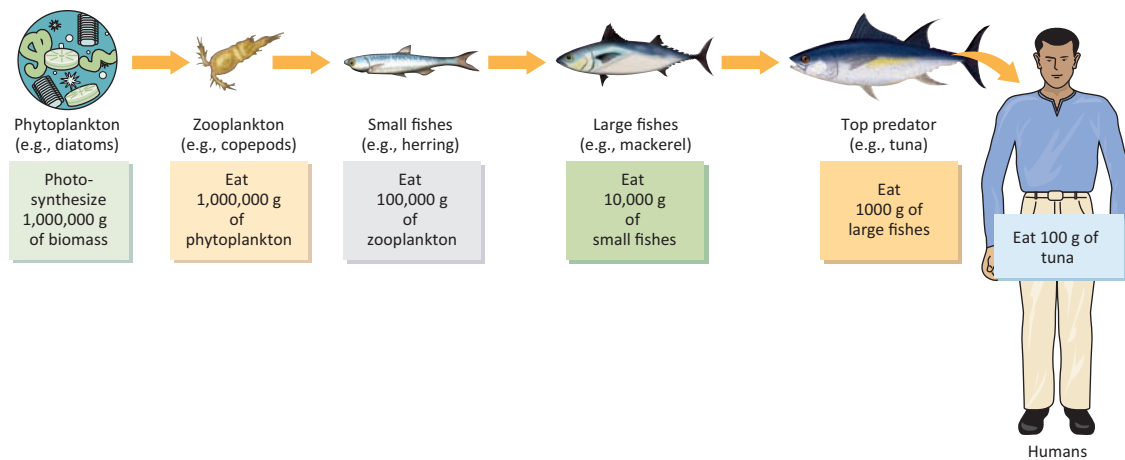 Phytoplankton
(e.g., diatoms)
Photo-
synthesize
1,000,000 g
of biomass
Zooplankton
(e.g., copepods)
Eat
1,000,000 g
of
phytoplankton
Small fishes
(e.g., herring)
Eat
100,000 g
of
zooplankton
Large fishes
(e.g., mackerel)
Eat
10,000 g
of
small fishes
Top predator
(e.g., tuna)
Eat
1000 g of
large fishes
Eat 100 g of
tuna
Humans